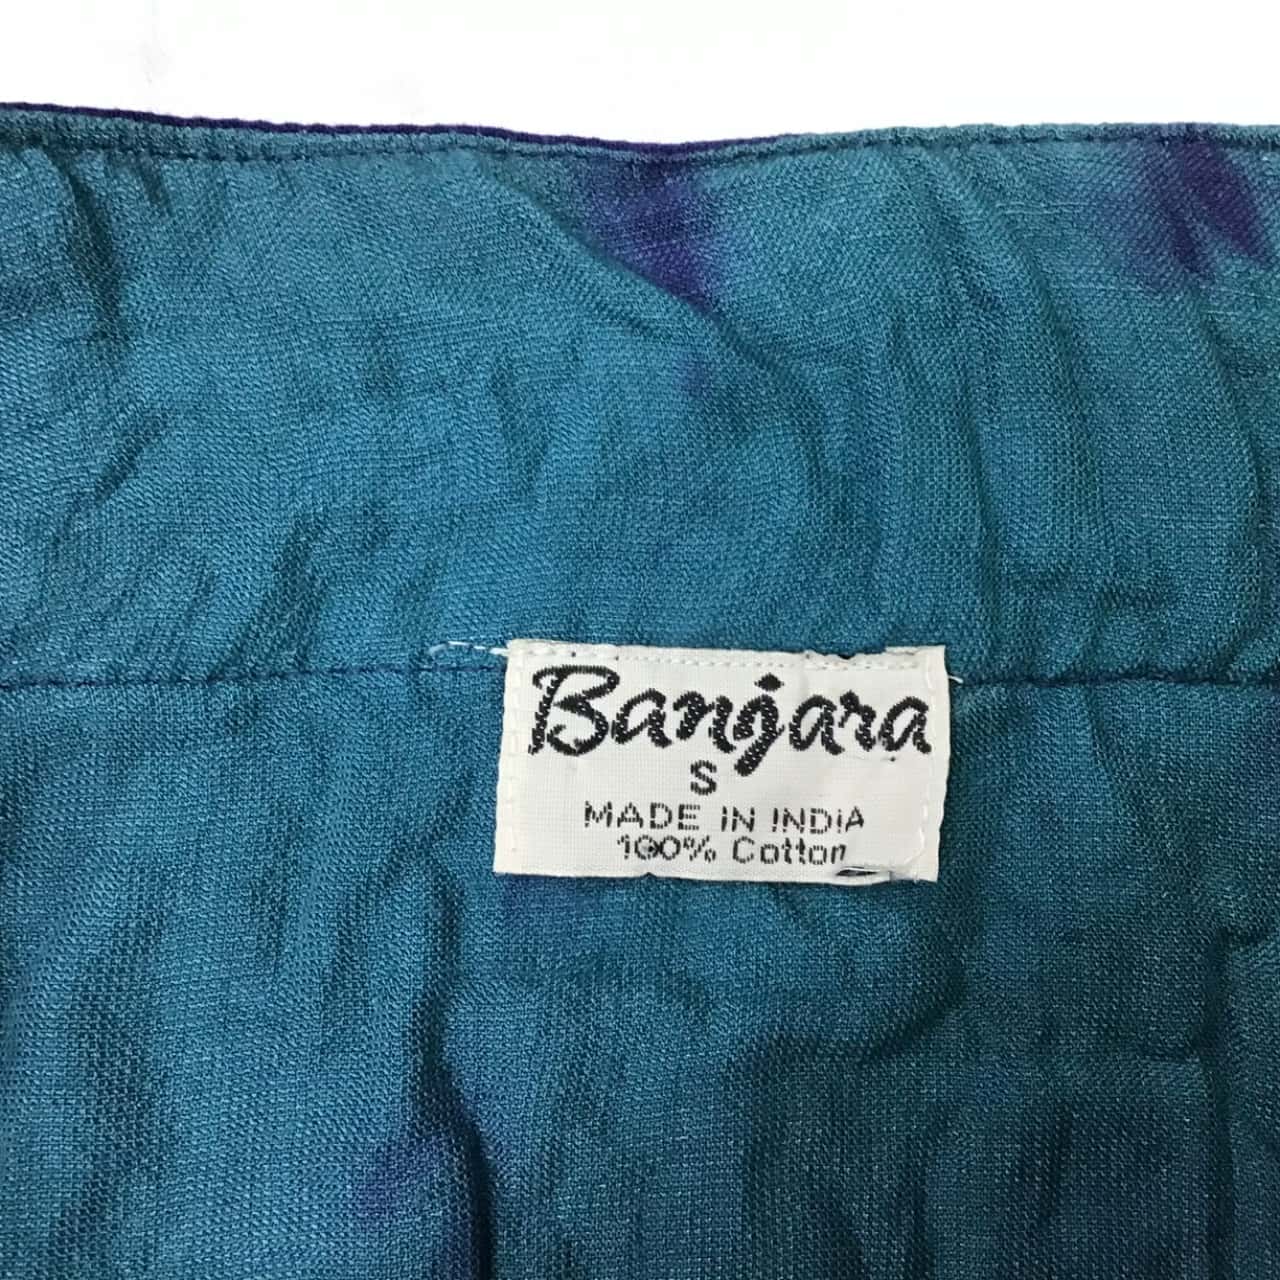 Banjara
S
MADE IN INDIA
100% Cotton